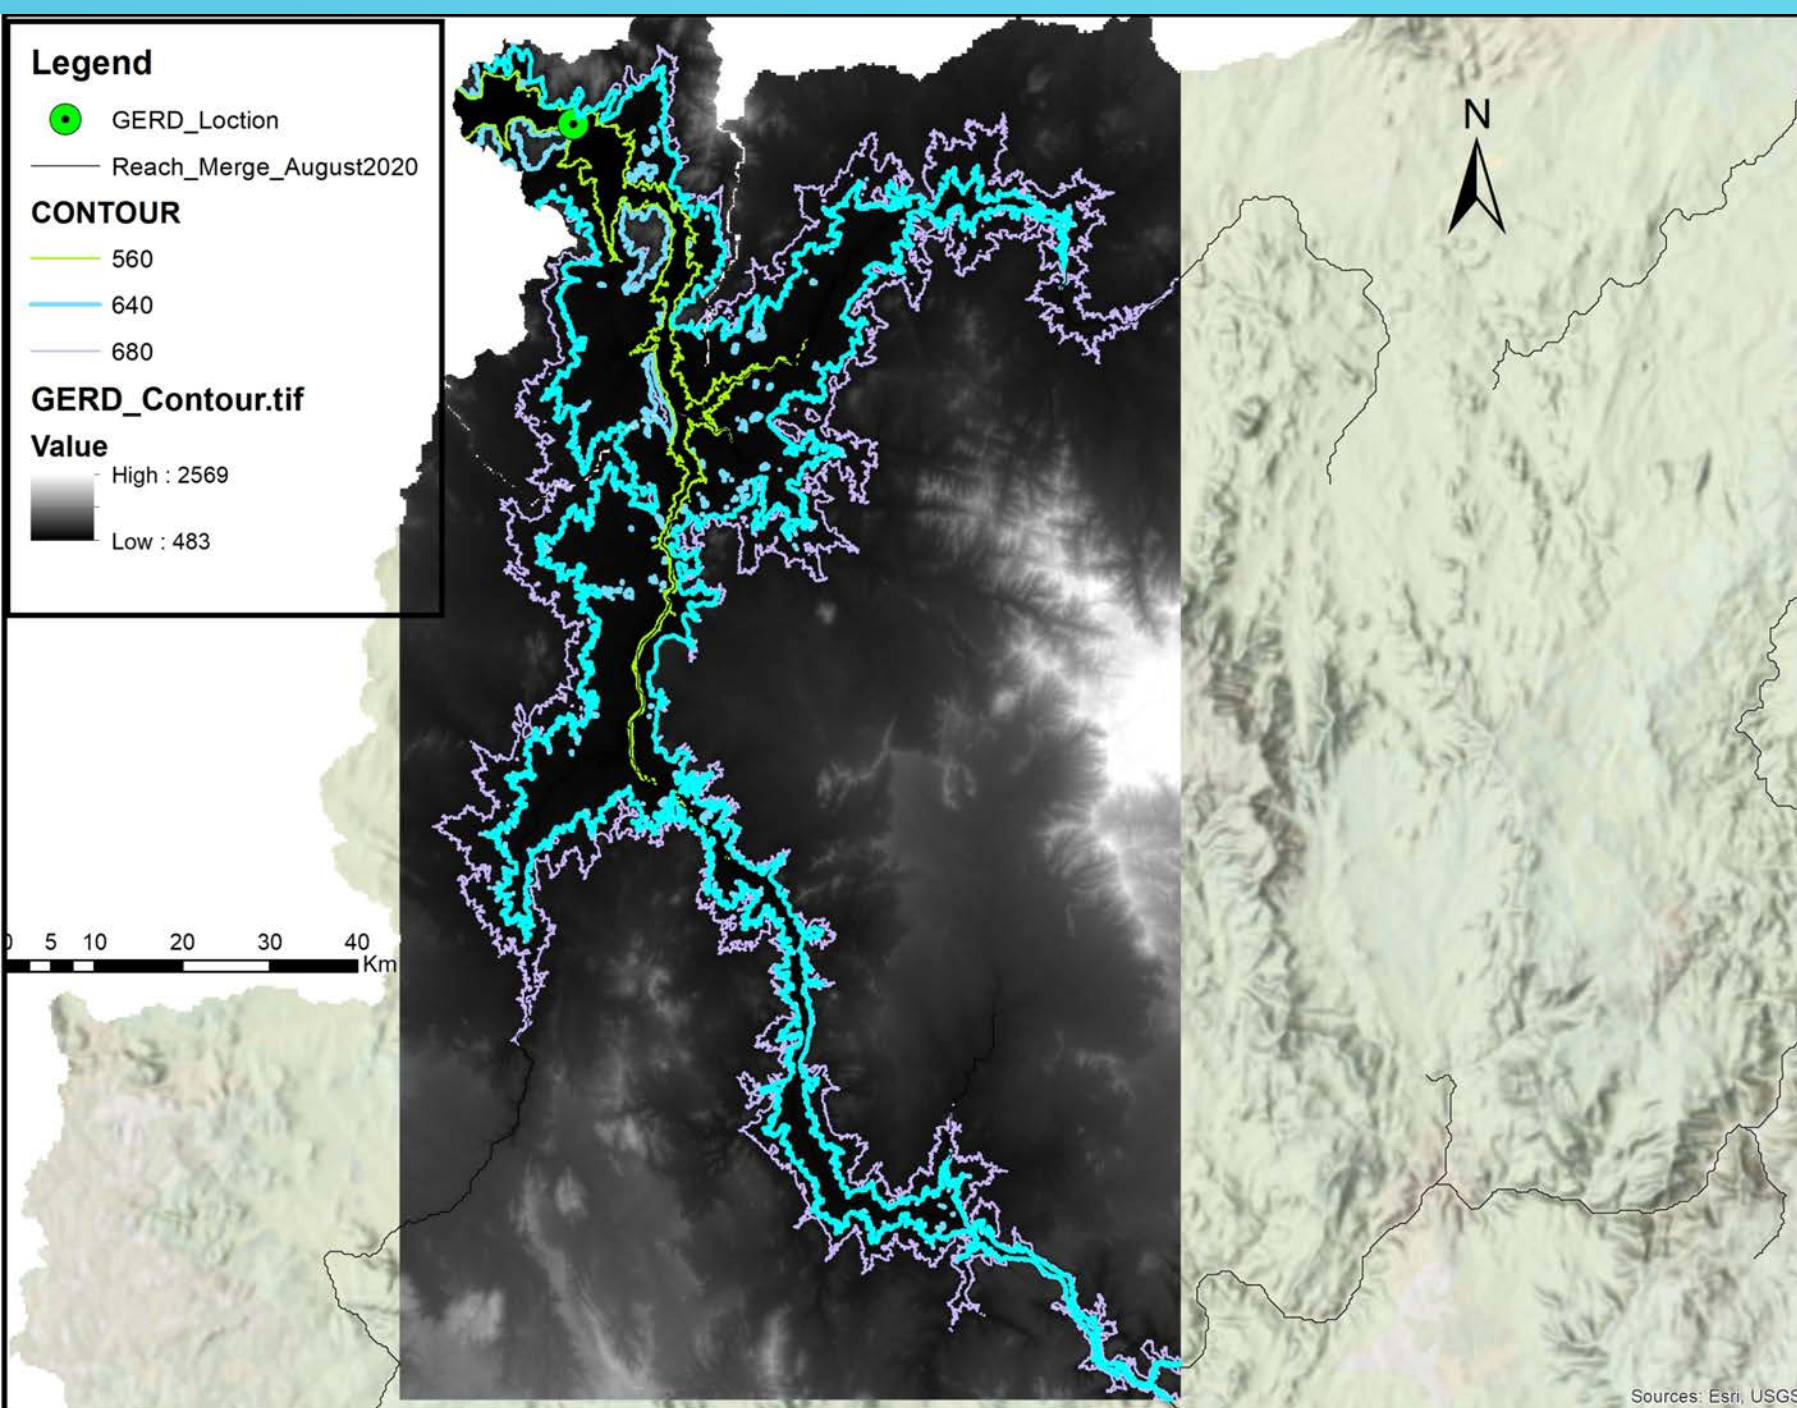 Legend
GERD_Loction
Reach_Merge_August2020
CONTOUR
560
640
680
GERD_Contour.tif
Value
High : 2569
Low : 483
N
0 5 10 20 30 40
Km
Sources: Esri, USGS